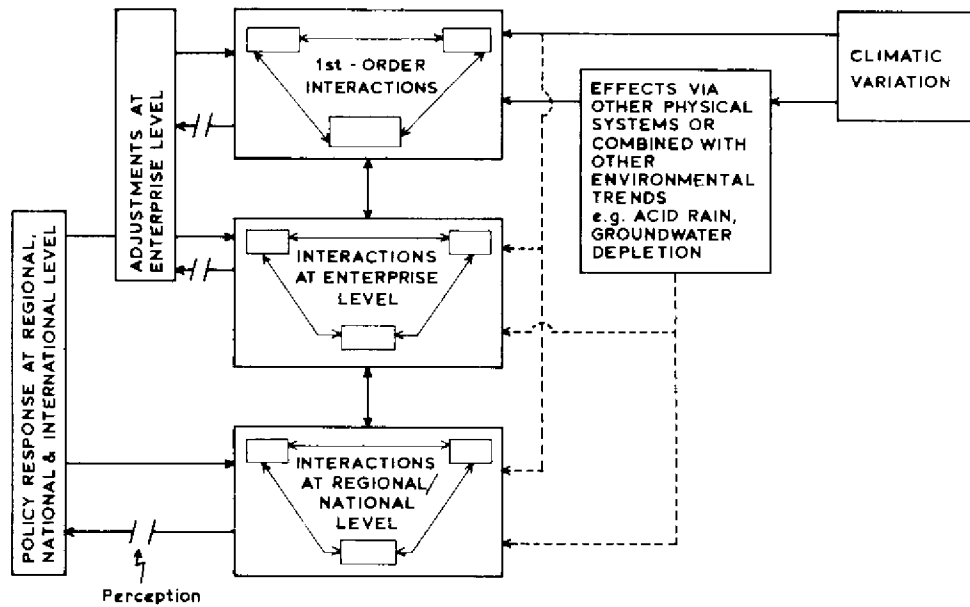 POLICY RESPONSE AT REGIONAL,
NATIONAL & INTERNATIONAL LEVEL
ADJUSTMENTS AT
ENTERPRISE LEVEL
1st - ORDER
INTERACTIONS
INTERACTIONS
AT ENTERPRISE
LEVEL
INTERACTIONS
AT REGIONAL/
NATIONAL
LEVEL
EFFECTS VIA
OTHER PHYSICAL
SYSTEMS OR
COMBINED WITH
OTHER
ENVIRONMENTAL
TRENDS
e.g. ACID RAIN,
GROUNDWATER
DEPLETION
CLIMATIC
VARIATION
Perception